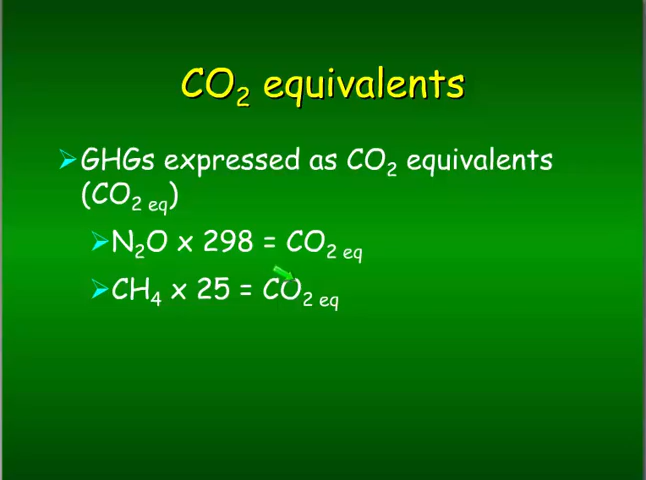 CO₂ equivalents
GHGs expressed as CO₂ equivalents
(CO₂ eq)
N₂O x 298 = CO₂ eq
CH₄ x 25 = CO₂ eq